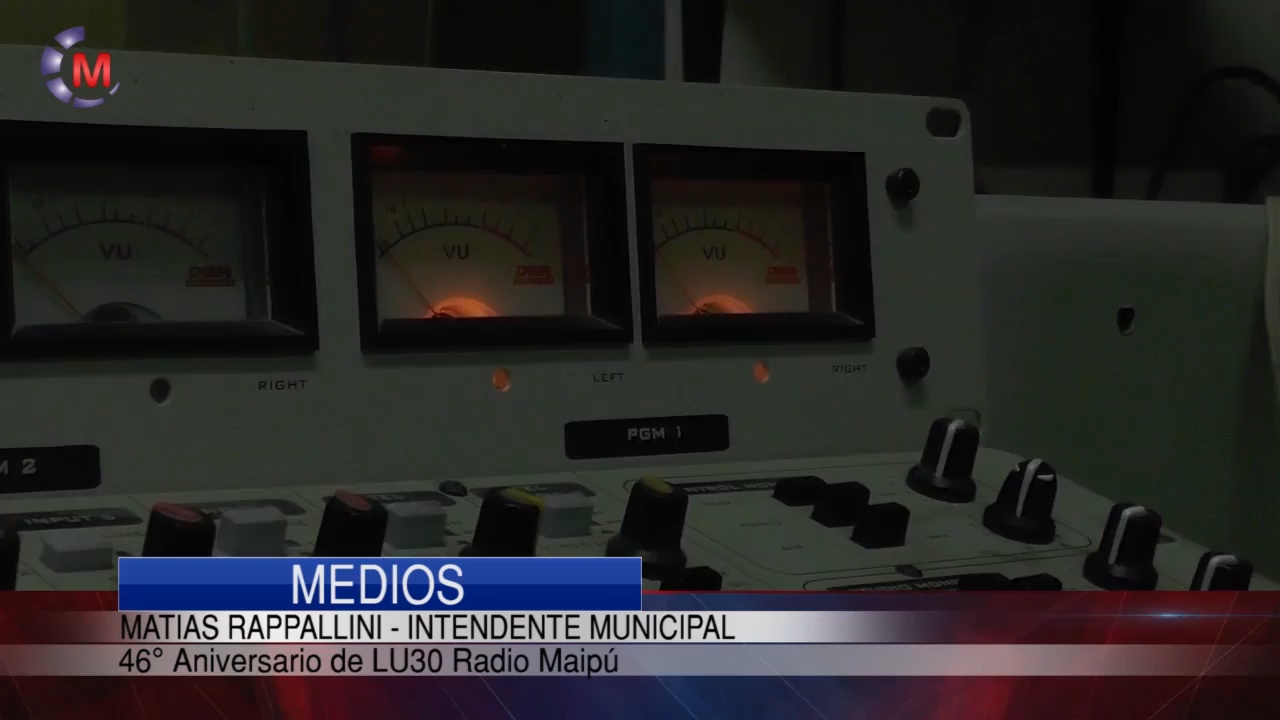 M
VU
VU
VU
RIGHT
LEFT
RIGHT
PGM 1
M 2
INPUT
MEDIOS
MATIAS RAPPALLINI - INTENDENTE MUNICIPAL
46° Aniversario de LU30 Radio Maipú